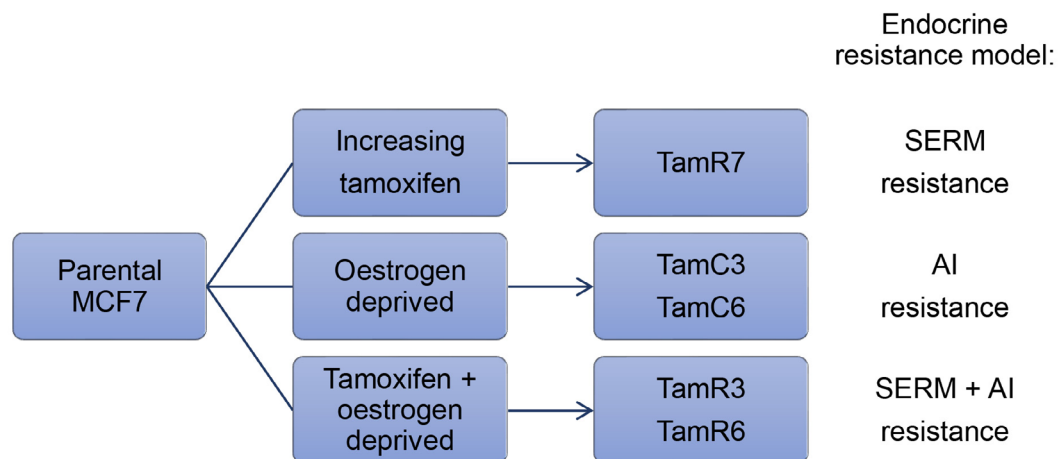 Endocrine
resistance model:
Increasing
tamoxifen
TamR7
SERM
resistance
Parental
MCF7
Oestrogen
deprived
TamC3
TamC6
AI
resistance
Tamoxifen +
oestrogen
deprived
TamR3
TamR6
SERM + AI
resistance